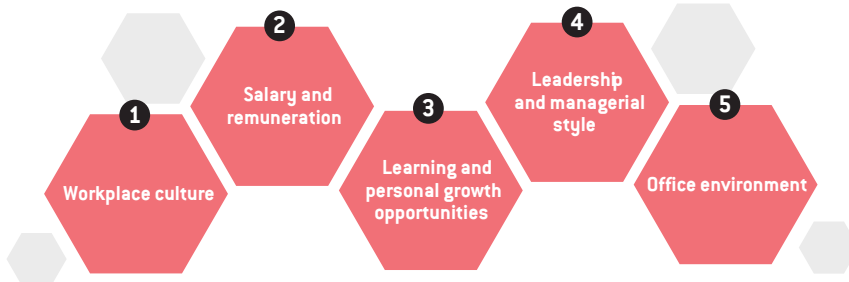 1
Workplace culture
2
Salary and
remuneration
3
Learning and
personal growth
opportunities
4
Leadership
and managerial
style
5
Office environment